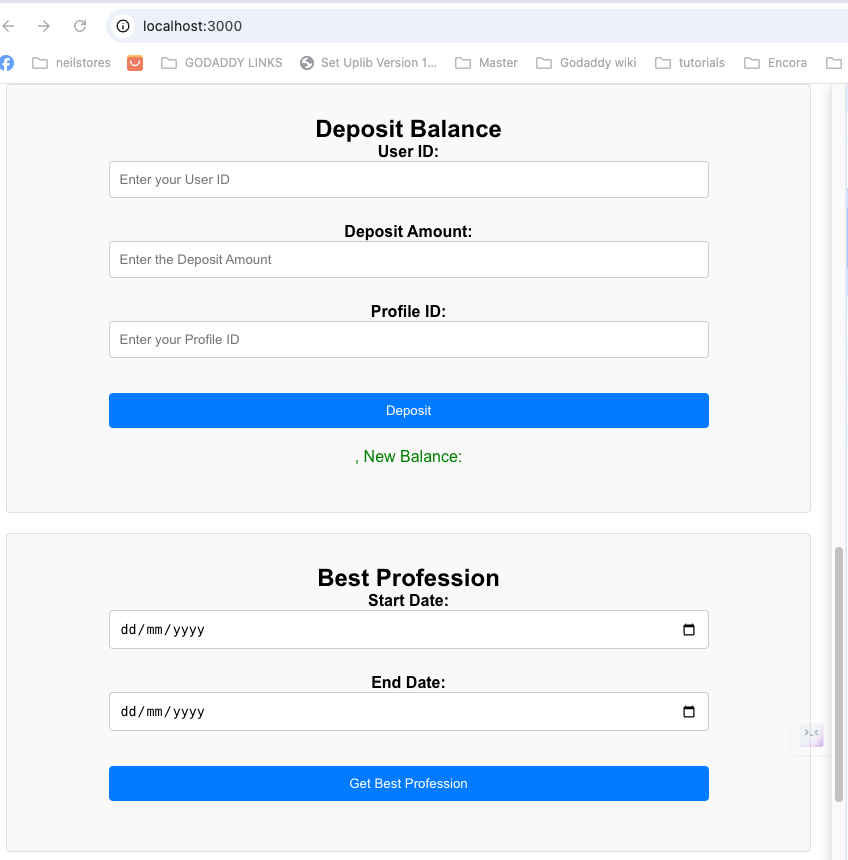 localhost:3000
neilstores GODADDY LINKS Set Uplib Version 1... Master Godaddy wiki tutorials Encora
Deposit Balance
User ID:
Enter your User ID
Deposit Amount:
Enter the Deposit Amount
Profile ID:
Enter your Profile ID
Deposit
, New Balance:
Best Profession
Start Date:
dd/mm/yyyy
End Date:
dd/mm/yyyy
Get Best Profession